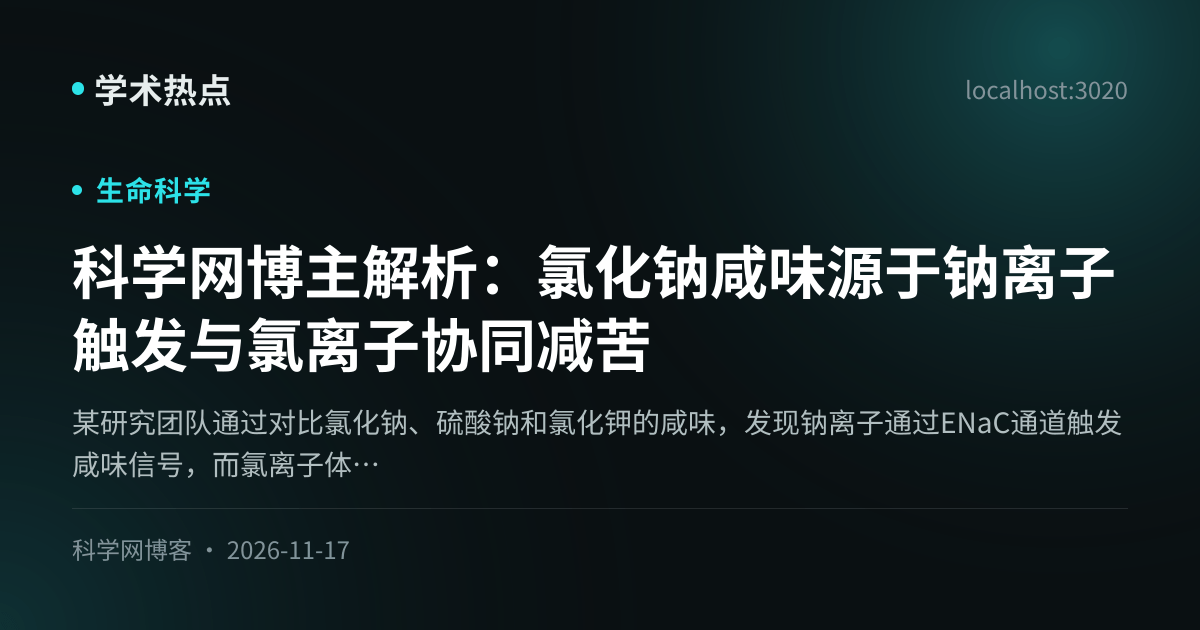 学术热点
localhost:3020
生命科学
科学网博主解析：氯化钠咸味源于钠离子
触发与氯离子协同减苦
某研究团队通过对比氯化钠、硫酸钠和氯化钾的咸味，发现钠离子通过ENaC通道触发
咸味信号，而氯离子体…
科学网博客 · 2026-11-17